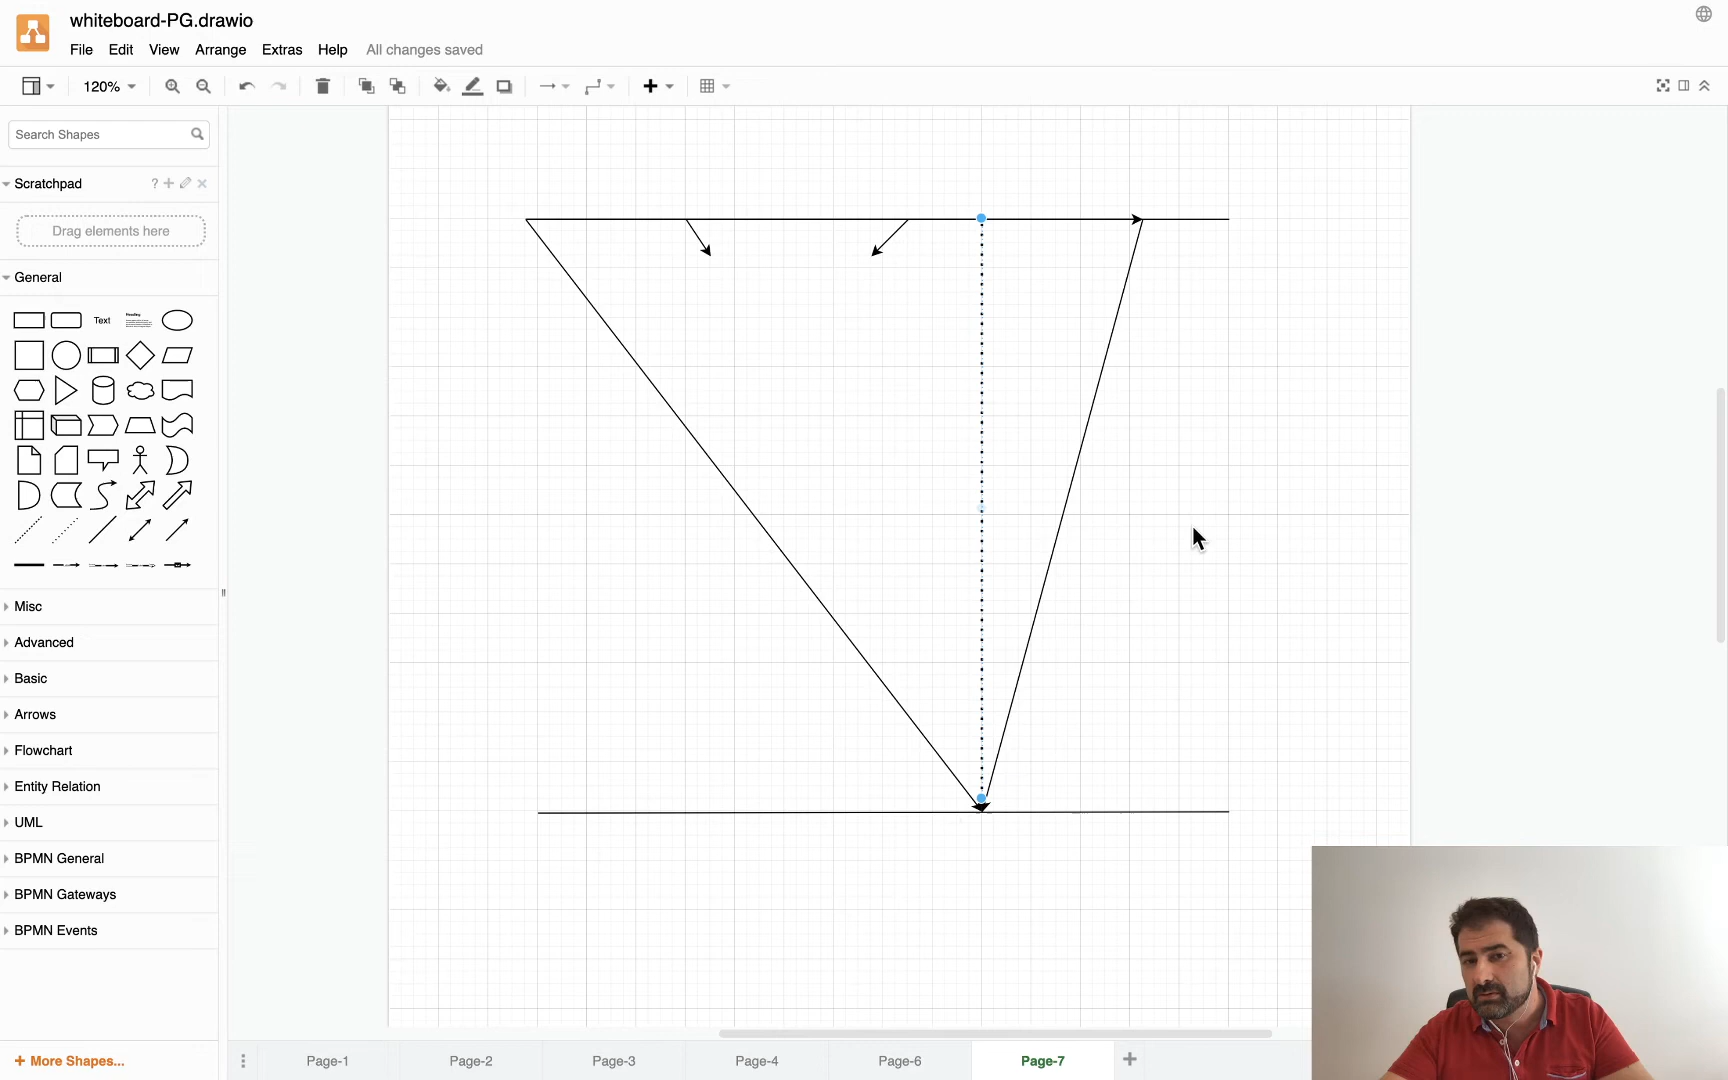 whiteboard-PG.drawio
File Edit View Arrange Extras Help All changes saved
120%
Search Shapes
Scratchpad ?
Drag elements here
General
Text
Misc
Advanced
Basic
Arrows
Flowchart
Entity Relation
UML
BPMN General
BPMN Gateways
BPMN Events
+ More Shapes...
Page-1 Page-2 Page-3 Page-4 Page-6 Page-7